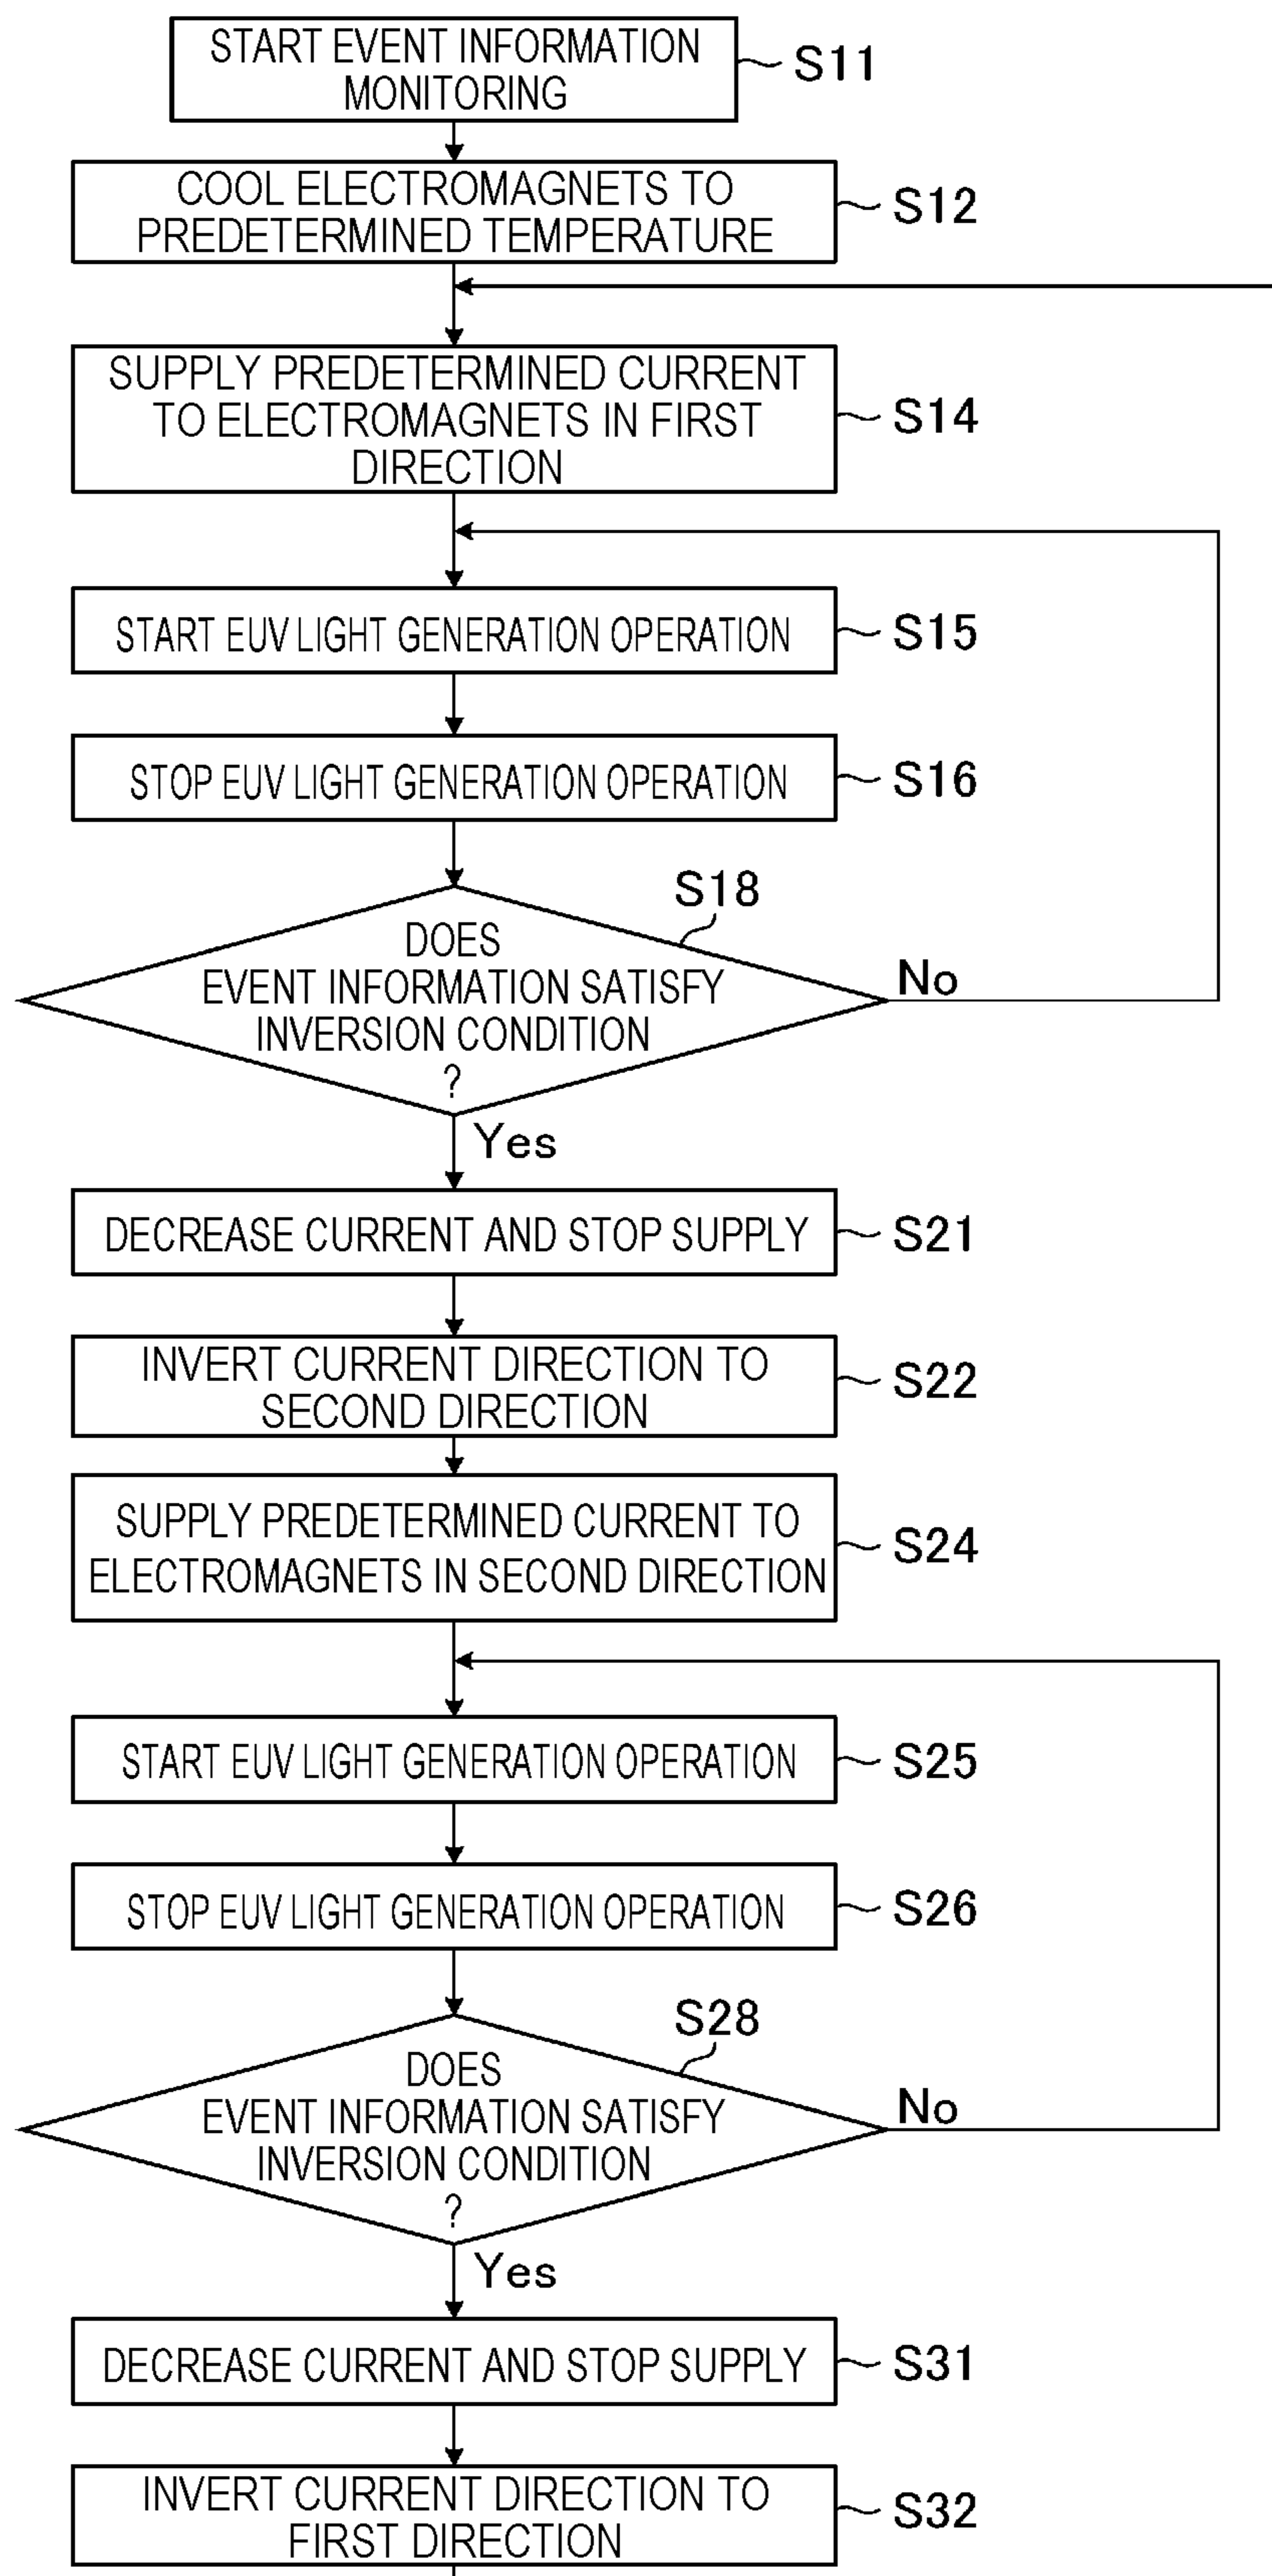 START EVENT INFORMATION
MONITORING
S11
COOL ELECTROMAGNETS TO
PREDETERMINED TEMPERATURE
S12
SUPPLY PREDETERMINED CURRENT
TO ELECTROMAGNETS IN FIRST
DIRECTION
S14
START EUV LIGHT GENERATION OPERATION
S15
STOP EUV LIGHT GENERATION OPERATION
S16
S18
DOES
EVENT INFORMATION SATISFY
INVERSION CONDITION
?
No
Yes
DECREASE CURRENT AND STOP SUPPLY
S21
INVERT CURRENT DIRECTION TO
SECOND DIRECTION
S22
SUPPLY PREDETERMINED CURRENT TO
ELECTROMAGNETS IN SECOND DIRECTION
S24
START EUV LIGHT GENERATION OPERATION
S25
STOP EUV LIGHT GENERATION OPERATION
S26
S28
DOES
EVENT INFORMATION SATISFY
INVERSION CONDITION
?
No
Yes
DECREASE CURRENT AND STOP SUPPLY
S31
INVERT CURRENT DIRECTION TO
FIRST DIRECTION
S32